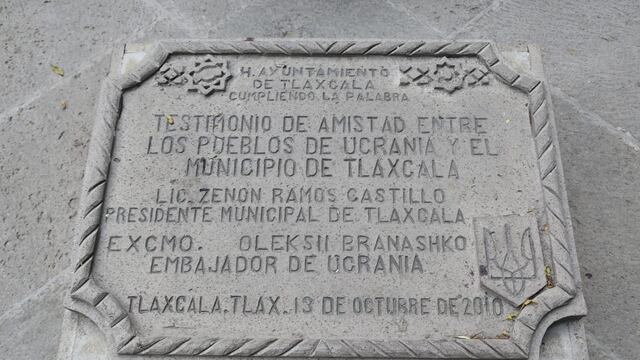 H. AYUNTAMIENTO
DE TLAXCALA
CUMPLIENDO LA PALABRA
TESTIMONIO DE AMISTAD ENTRE
LOS PUEBLOS DE UCRANIA Y EL
MUNICIPIO DE TLAXCALA
LIC. ZENON RAMOS CASTILLO
PRESIDENTE MUNICIPAL DE TLAXCALA
EXCMO. OLEKSII BRANASHKO
EMBAJADOR DE UCRANIA
TLAXCALA, TLAX. 13 DE OCTUBRE DE 2010